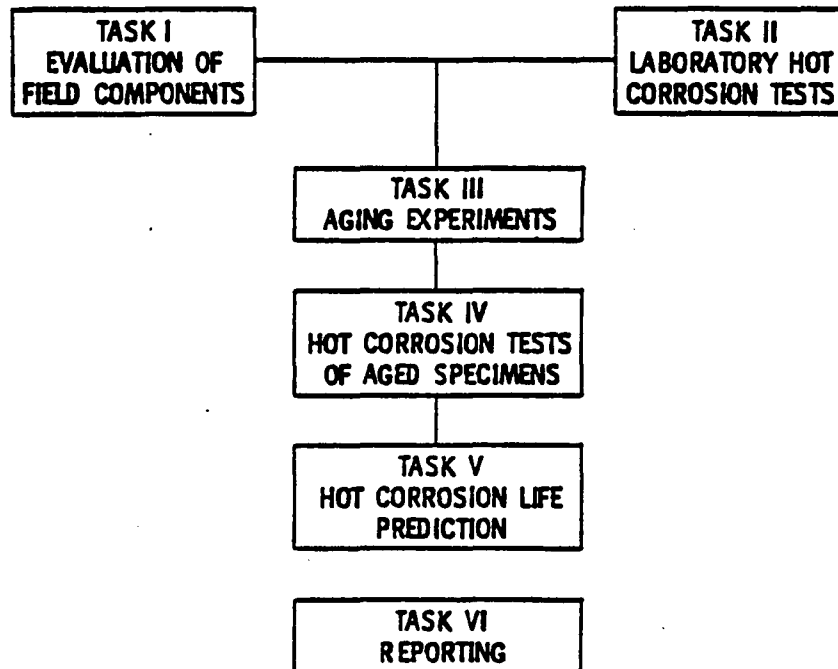 TASK I
EVALUATION OF
FIELD COMPONENTS
TASK II
LABORATORY HOT
CORROSION TESTS
TASK III
AGING EXPERIMENTS
TASK IV
HOT CORROSION TESTS
OF AGED SPECIMENS
TASK V
HOT CORROSION LIFE
PREDICTION
TASK VI
REPORTING